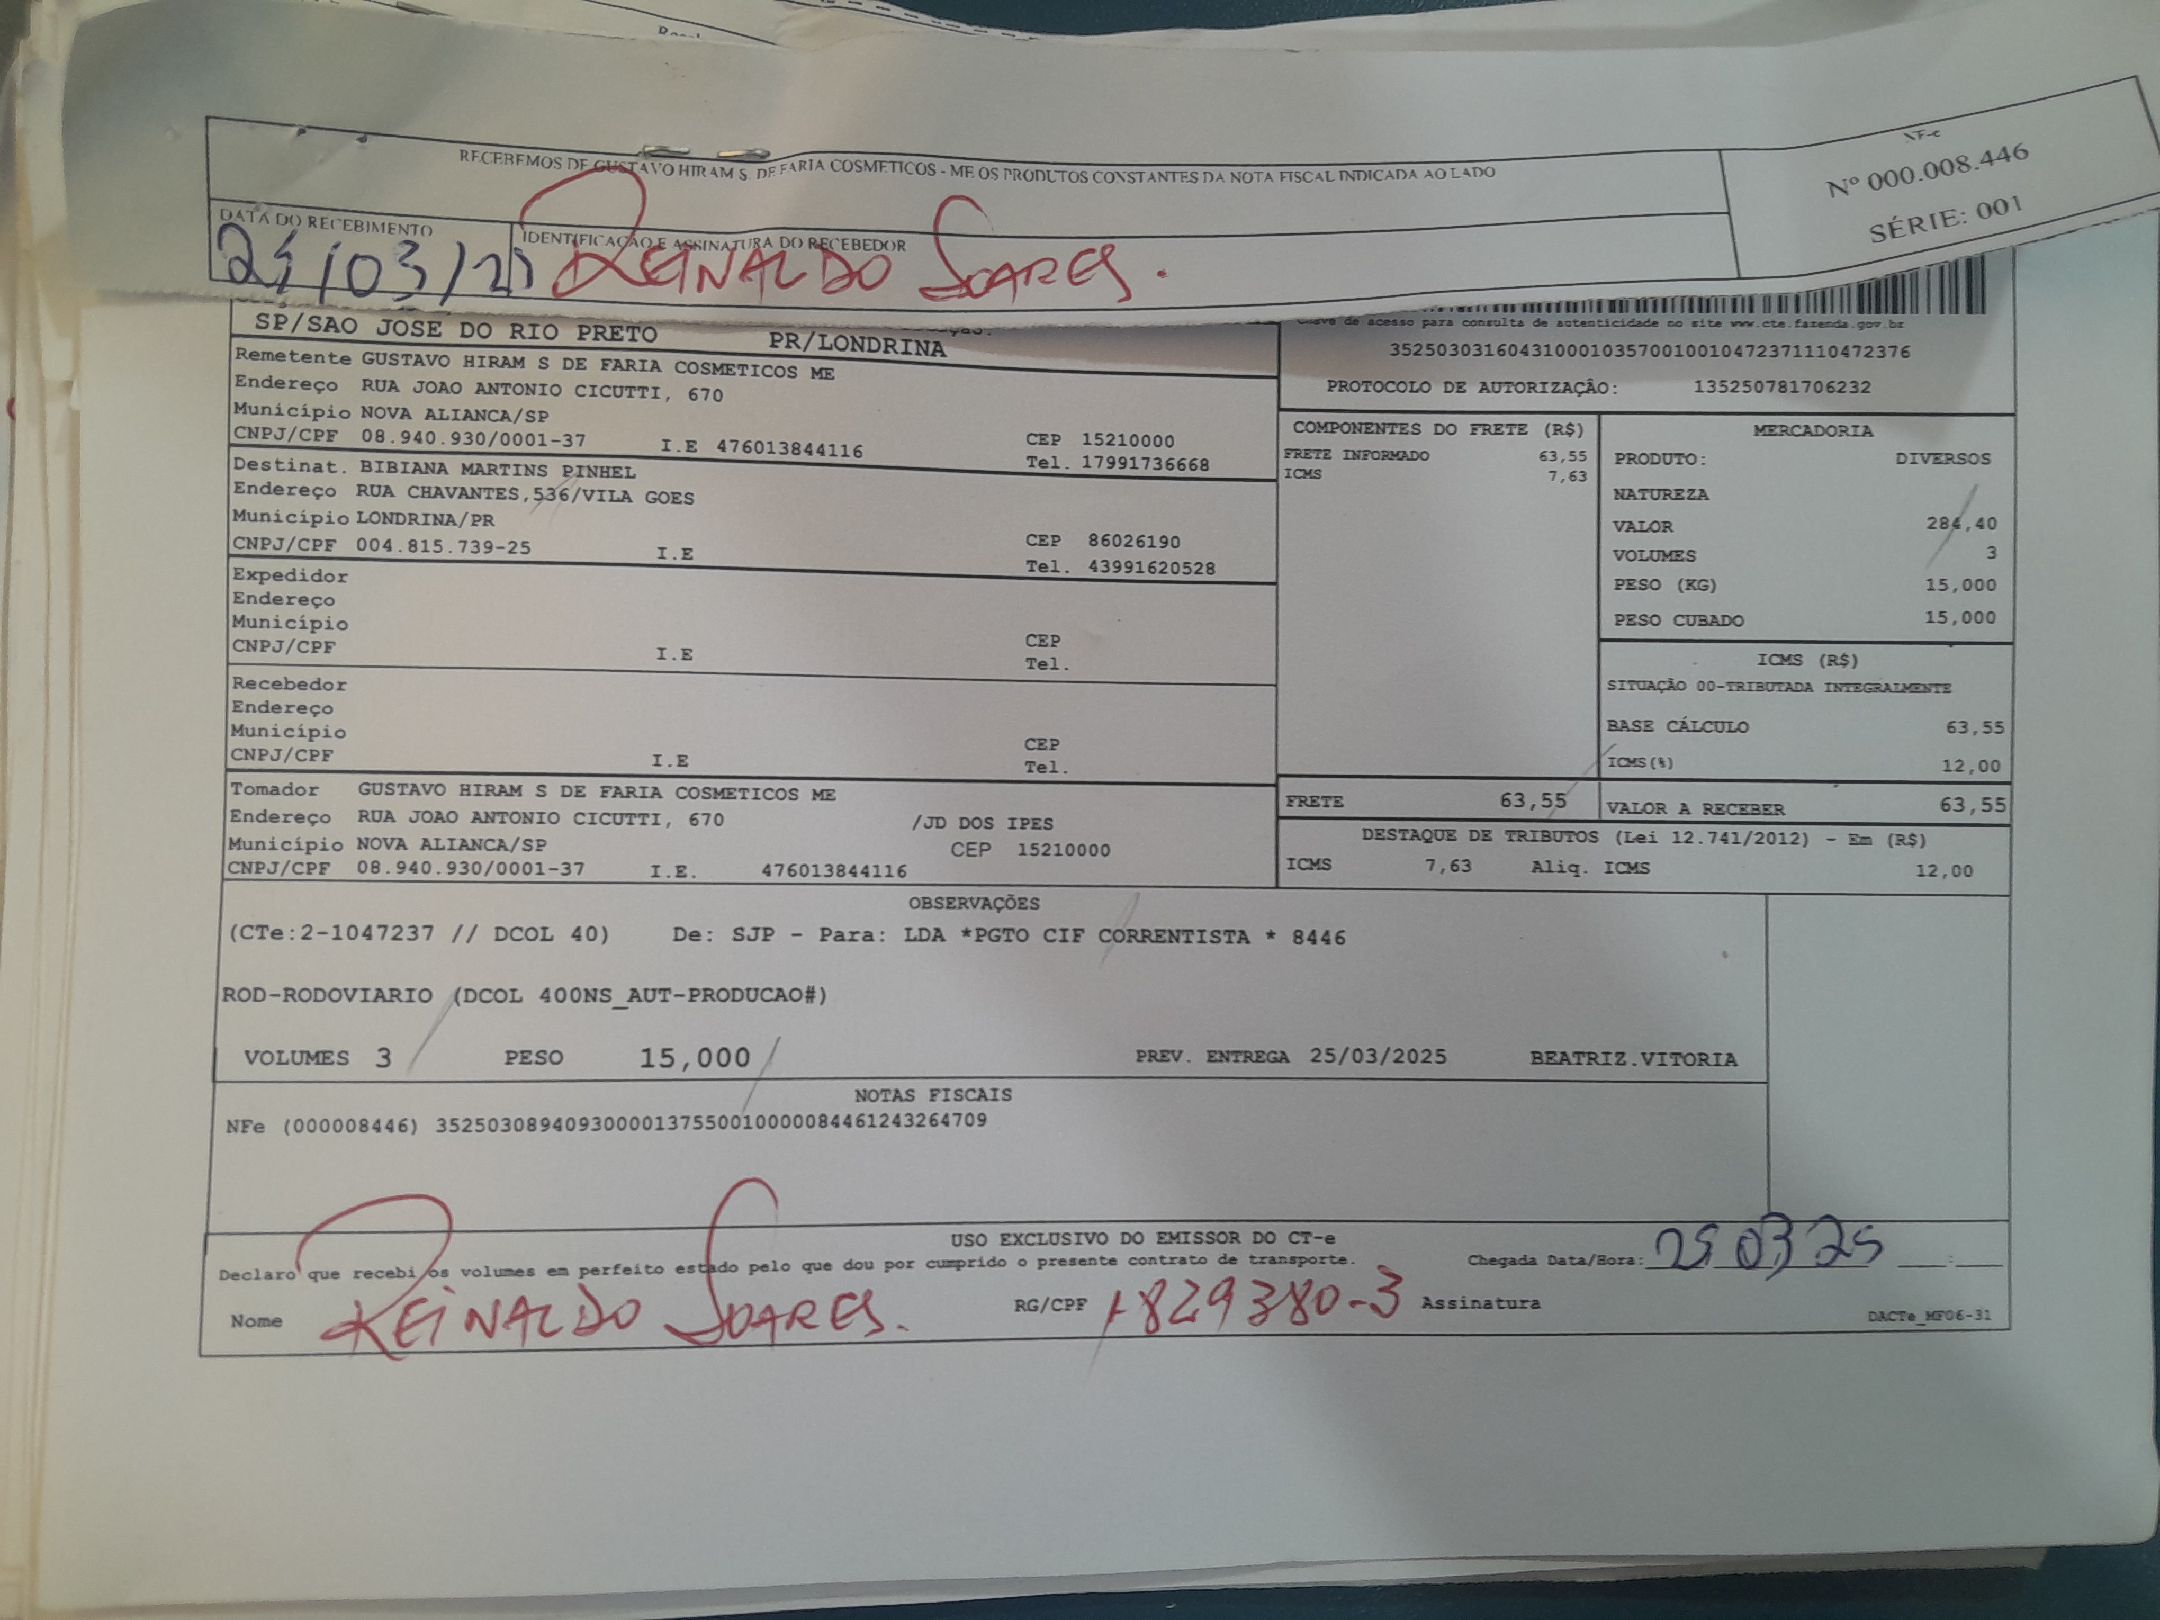 RECEBEMOS DE GUSTAVO HIRAM S. DE FARIA COSMETICOS - ME OS PRODUTOS CONSTANTES DA NOTA FISCAL INDICADA AO LADO
NF-e
Nº 000.008.446
SÉRIE: 001
DATA DO RECEBIMENTO
IDENTIFICAÇÃO E ASSINATURA DO RECEBEDOR
REINALDO SOARES.
SP/SAO JOSE DO RIO PRETO PR/LONDRINA
Chave de acesso para consulta de autenticidade no site www.cte.fazenda.gov.br
35250303160431000103570010010472371110472376
PROTOCOLO DE AUTORIZAÇÃO: 135250781706232
Remetente GUSTAVO HIRAM S DE FARIA COSMETICOS ME
Endereço RUA JOAO ANTONIO CICUTTI, 670
Município NOVA ALIANCA/SP
CNPJ/CPF 08.940.930/0001-37 I.E 476013844116
CEP 15210000
Tel. 17991736668
Destinat. BIBIANA MARTINS PINHEL
Endereço RUA CHAVANTES,536/VILA GOES
Município LONDRINA/PR
CNPJ/CPF 004.815.739-25 I.E
CEP 86026190
Tel. 43991620528
Expedidor
Endereço
Município
CNPJ/CPF I.E
CEP
Tel.
Recebedor
Endereço
Município
CNPJ/CPF I.E
CEP
Tel.
Tomador GUSTAVO HIRAM S DE FARIA COSMETICOS ME
Endereço RUA JOAO ANTONIO CICUTTI, 670 /JD DOS IPES
Município NOVA ALIANCA/SP CEP 15210000
CNPJ/CPF 08.940.930/0001-37 I.E. 476013844116
COMPONENTES DO FRETE (R$)
FRETE INFORMADO 63,55
ICMS 7,63
MERCADORIA
PRODUTO: DIVERSOS
NATUREZA
VALOR 284,40
VOLUMES 3
PESO (KG) 15,000
PESO CUBADO 15,000
ICMS (R$)
SITUAÇÃO 00-TRIBUTADA INTEGRALMENTE
BASE CÁLCULO 63,55
ICMS(%) 12,00
FRETE 63,55 VALOR A RECEBER 63,55
DESTAQUE DE TRIBUTOS (Lei 12.741/2012) - Em (R$)
ICMS 7,63 Aliq. ICMS 12,00
OBSERVAÇÕES
(CTe:2-1047237 // DCOL 40) De: SJP - Para: LDA *PGTO CIF CORRENTISTA * 8446
ROD-RODOVIARIO (DCOL 400NS_AUT-PRODUCAO#)
VOLUMES 3 PESO 15,000 PREV. ENTREGA 25/03/2025 BEATRIZ.VITORIA
NOTAS FISCAIS
NFe (000008446) 35250308940930000137550010000084461243264709
USO EXCLUSIVO DO EMISSOR DO CT-e
Declaro que recebi os volumes em perfeito estado pelo que dou por cumprido o presente contrato de transporte.
Chegada Data/Hora: 25 03 25 __:__
Nome REINALDO SOARES. RG/CPF 1829380-3 Assinatura
DACTe_MF06-31